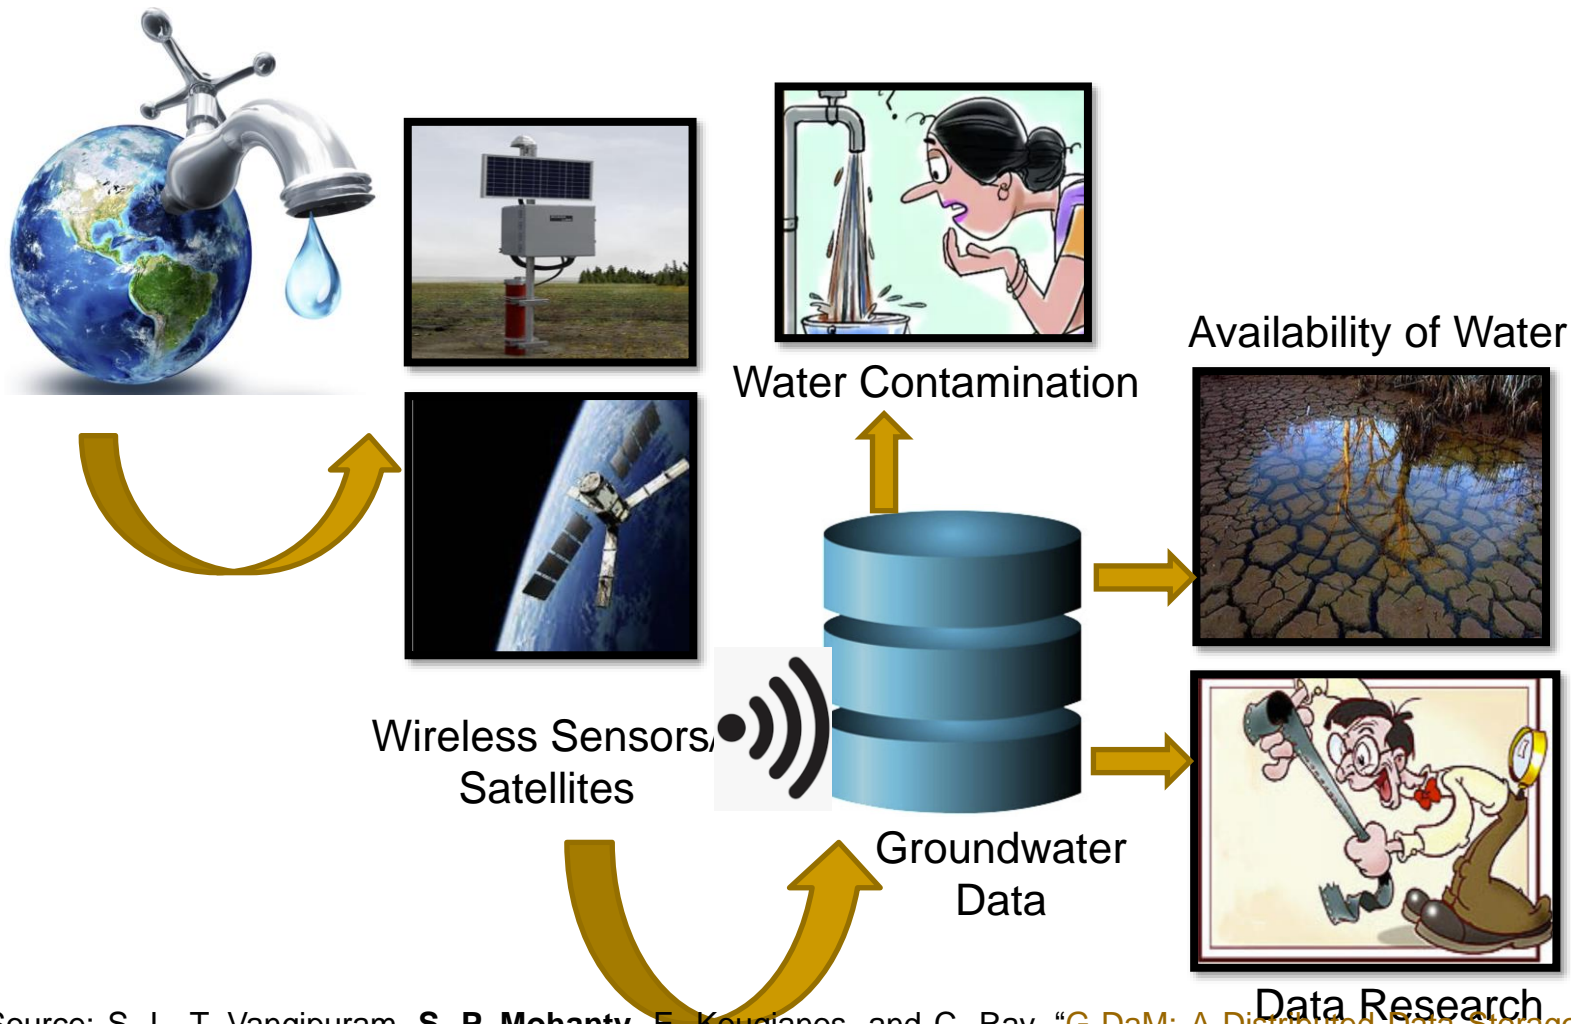 Water Contamination
Availability of Water
Wireless Sensors/
Satellites
Groundwater
Data
Data Research
Source: S. L. T. Vangipuram, S. P. Mohanty, E. Kougianos, and C. Ray, “G-DaM: A Distributed Data Storage